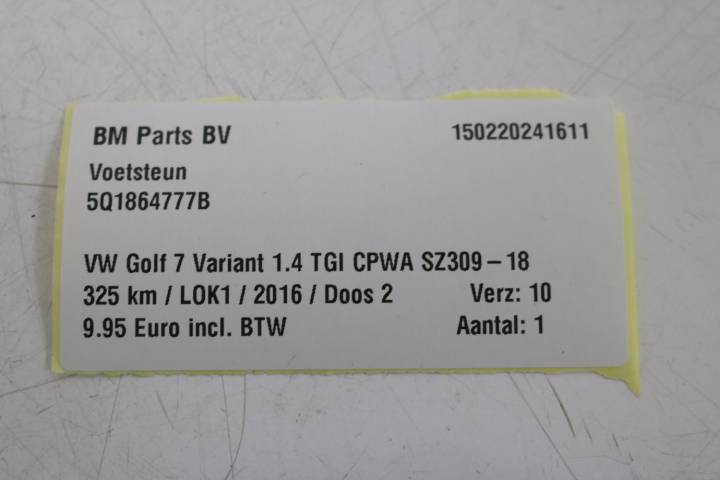 BM Parts BV 150220241611
Voetsteun
5Q1864777B
VW Golf 7 Variant 1.4 TGI CPWA SZ309-18
325 km / LOK1 / 2016 / Doos 2 Verz: 10
9.95 Euro incl. BTW Aantal: 1